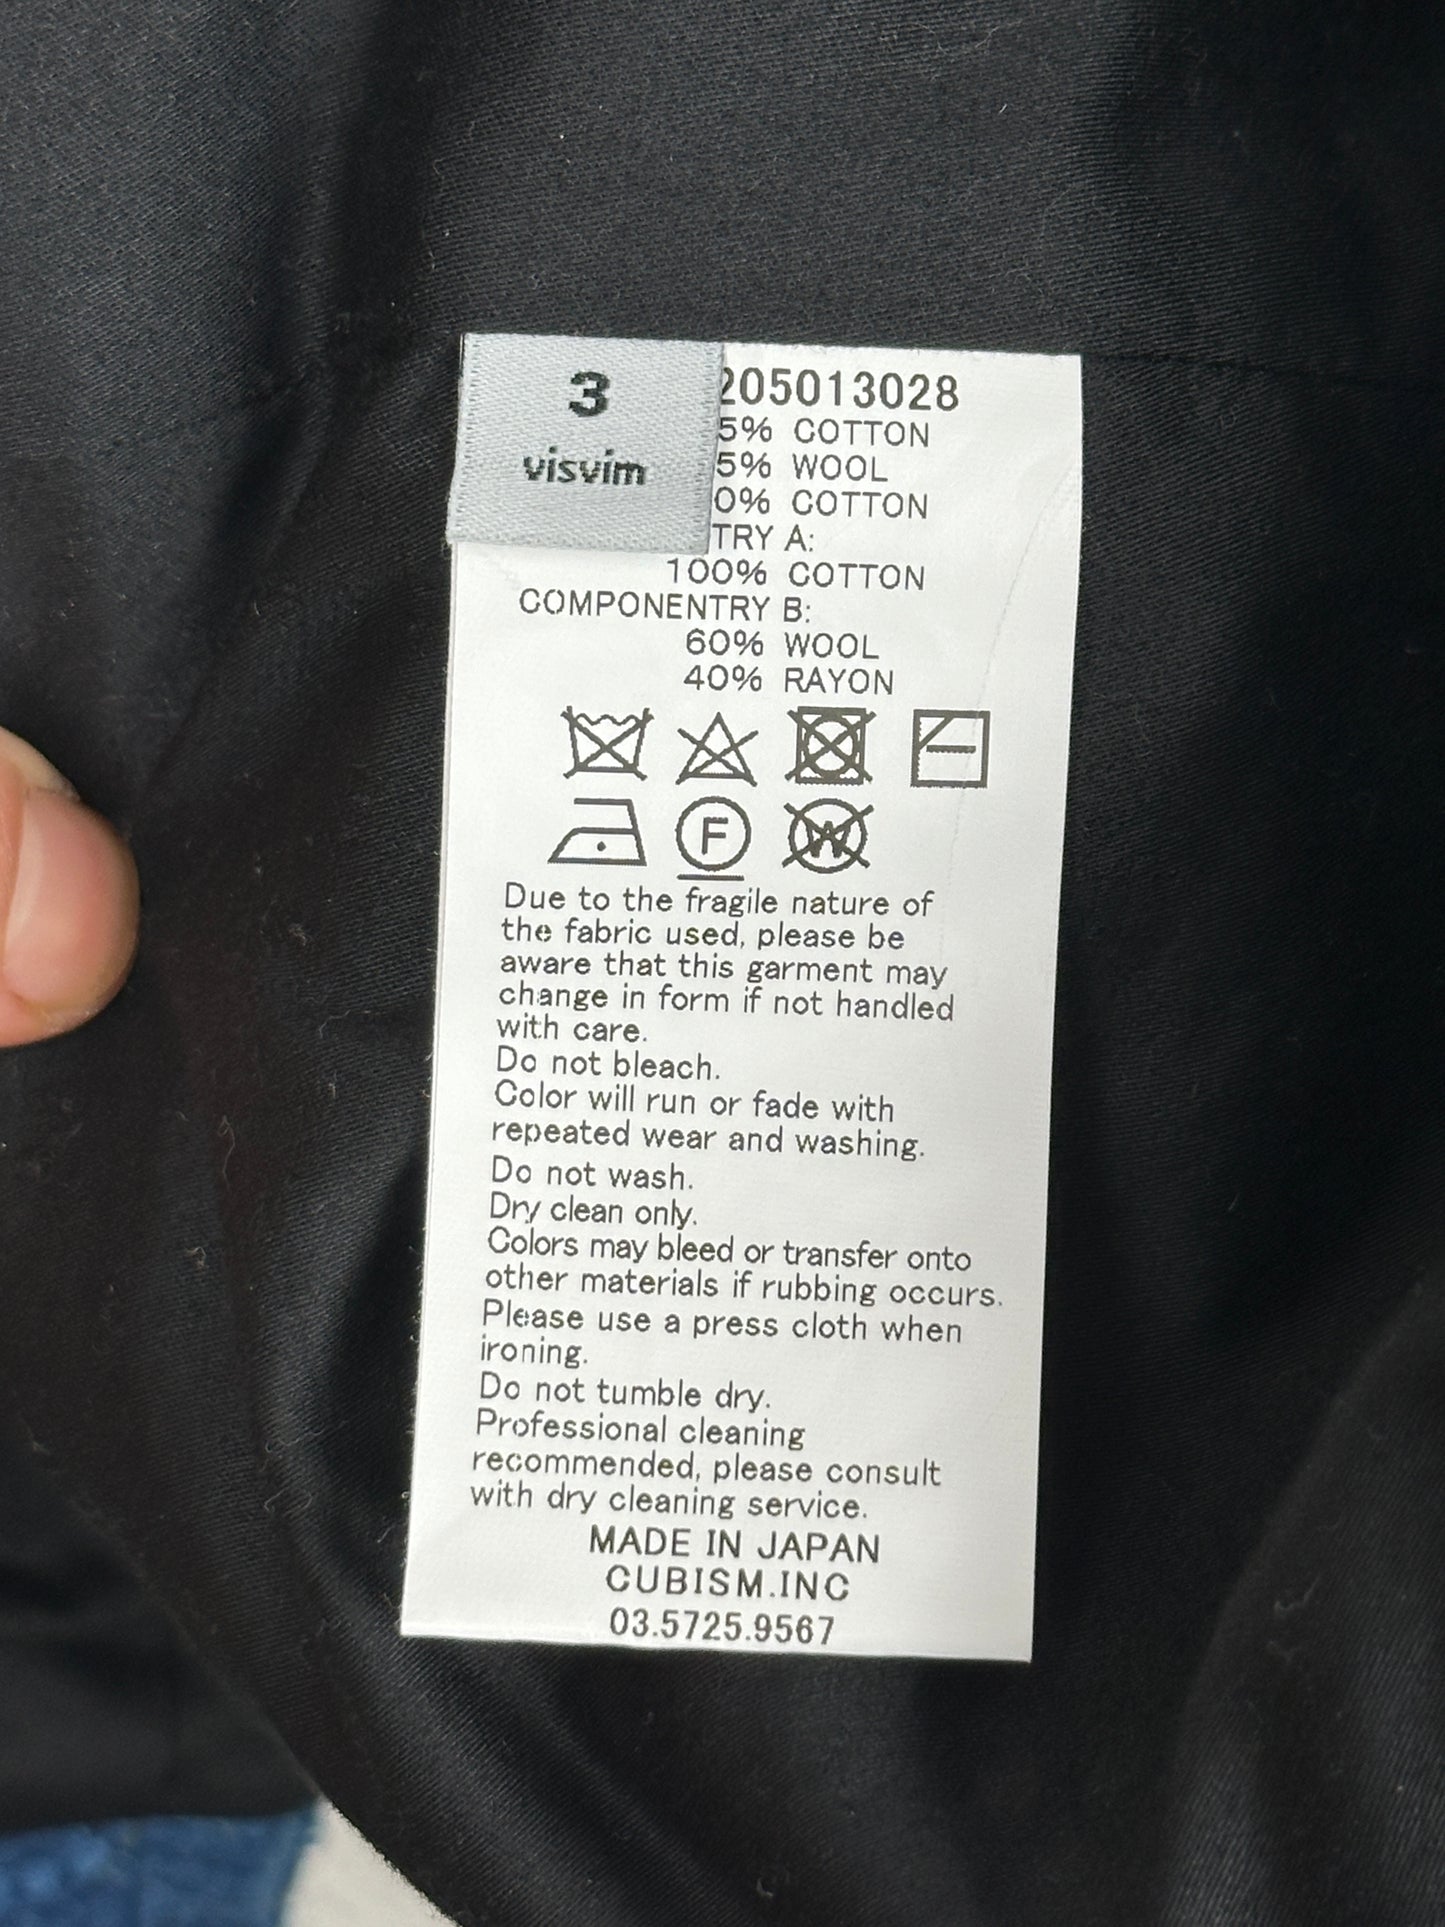 3
visvim
205013028
5% COTTON
5% WOOL
0% COTTON
TRY A:
100% COTTON
COMPONENTRY B:
60% WOOL
40% RAYON
F
W
Due to the fragile nature of
the fabric used, please be
aware that this garment may
change in form if not handled
with care.
Do not bleach.
Color will run or fade with
repeated wear and washing.
Do not wash.
Dry clean only.
Colors may bleed or transfer onto
other materials if rubbing occurs.
Please use a press cloth when
ironing.
Do not tumble dry.
Professional cleaning
recommended, please consult
with dry cleaning service.
MADE IN JAPAN
CUBISM.INC
03.5725.9567